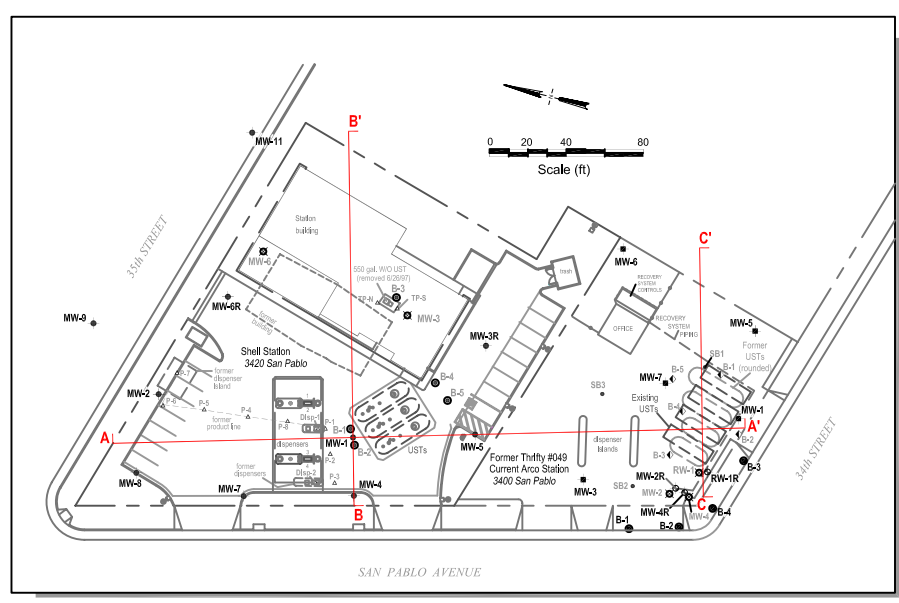 B'
0 20 40 80
Scale (ft)
N
MW-11
35th STREET
Station
building
MW-6
550 gal. W/O UST
(removed 6/26/97)
B-3
TP-N
TP-S
MW-3
MW-6R
former
building
MW-9
Shell Station
3420 San Pablo
MW-3R
trash
MW-6
RECOVERY
SYSTEM
CONTROLS
C'
OFFICE
RECOVERY
SYSTEM
PIPING
MW-5
Former
USTs
(rounded)
SB1
B-1
B-5
MW-7
SB3
Existing
USTs
B-4
MW-1
A'
B-2
B-3
P-7
former
dispenser
island
MW-2
P-6
P-5
P-4
former
product line
P-8
Disp-1
P-1
B-1
B-4
B-5
A
dispensers
MW-1
B-2
USTs
MW-5
P-2
former
dispensers
Disp-2
P-3
MW-8
MW-7
MW-4
B
Former Thrifty #049
Current Arco Station
3400 San Pablo
dispenser
islands
MW-3
SB2
MW-2R
MW-2
RW-1
RW-1R
B-3
C
MW-4R
MW-4
B-4
B-1
B-2
34th STREET
SAN PABLO AVENUE